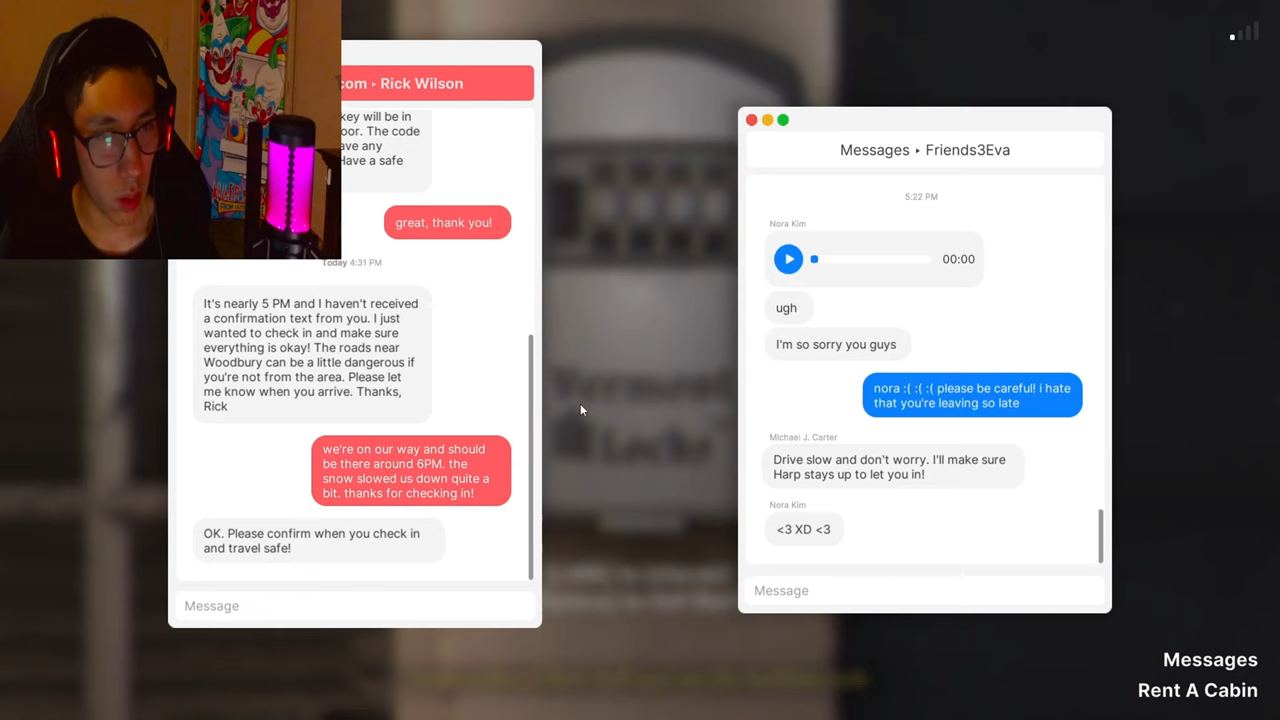 com ▸ Rick Wilson
key will be in
oor. The code
ave any
Have a safe
great, thank you!
Today 4:31 PM
It's nearly 5 PM and I haven't received
a confirmation text from you. I just
wanted to check in and make sure
everything is okay! The roads near
Woodbury can be a little dangerous if
you're not from the area. Please let
me know when you arrive. Thanks,
Rick
we're on our way and should
be there around 6PM. the
snow slowed us down quite a
bit. thanks for checking in!
OK. Please confirm when you check in
and travel safe!
Message
Messages ▸ Friends3Eva
5:22 PM
Nora Kim
00:00
ugh
I'm so sorry you guys
nora :( :( :( please be careful! i hate
that you're leaving so late
Michael J. Carter
Drive slow and don't worry. I'll make sure
Harp stays up to let you in!
Nora Kim
<3 XD <3
Message
Vermont
Locks
Messages
Rent A Cabin